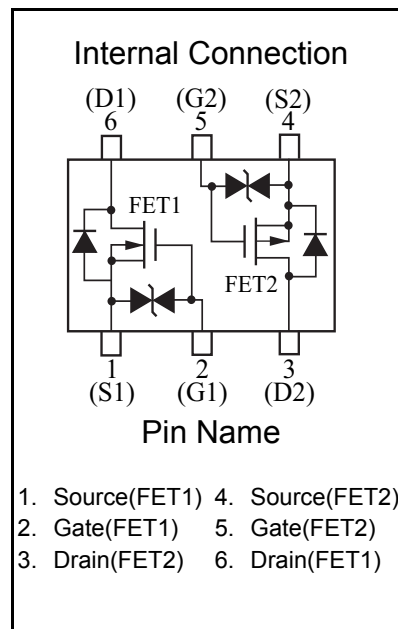 Internal Connection
(D1) (G2) (S2)
6 5 4
FET1
FET2
1 2 3
(S1) (G1) (D2)
Pin Name
1. Source(FET1) 4. Source(FET2)
2. Gate(FET1) 5. Gate(FET2)
3. Drain(FET2) 6. Drain(FET1)